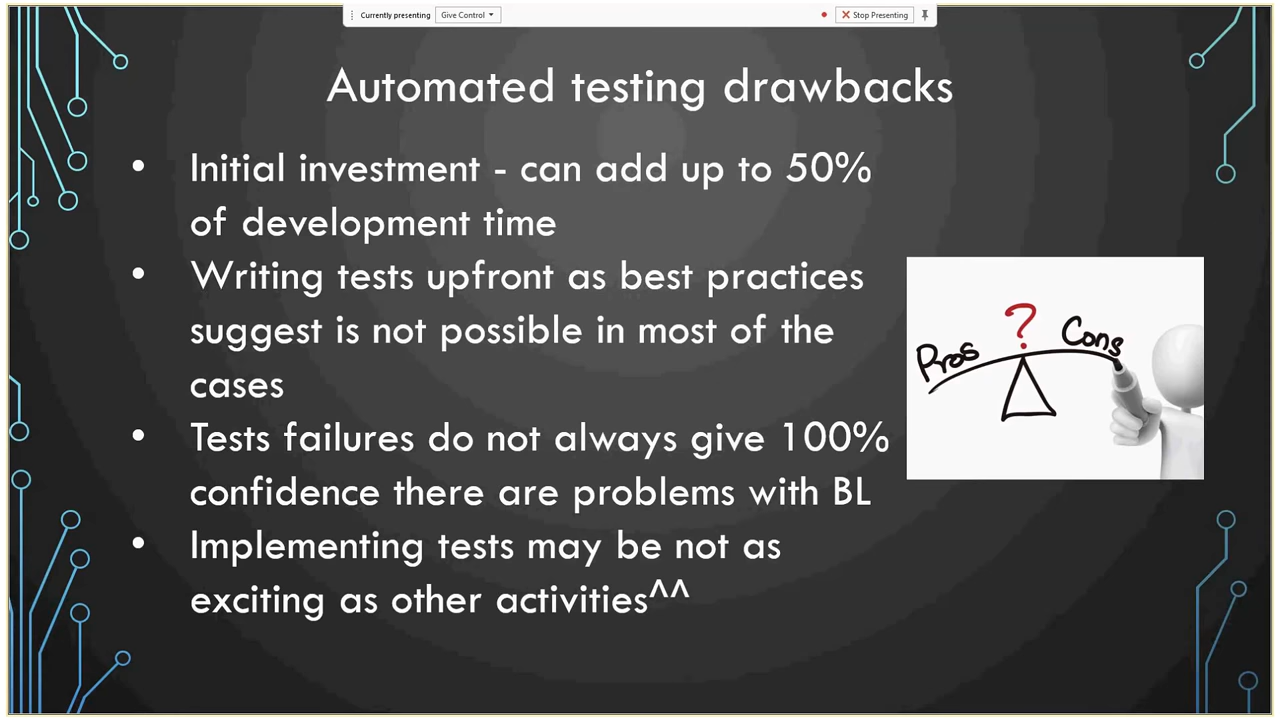 Currently presenting Give Control Stop Presenting
Automated testing drawbacks
• Initial investment - can add up to 50%
of development time
• Writing tests upfront as best practices
suggest is not possible in most of the
cases
• Tests failures do not always give 100%
confidence there are problems with BL
• Implementing tests may be not as
exciting as other activities^^
?
Pros Cons